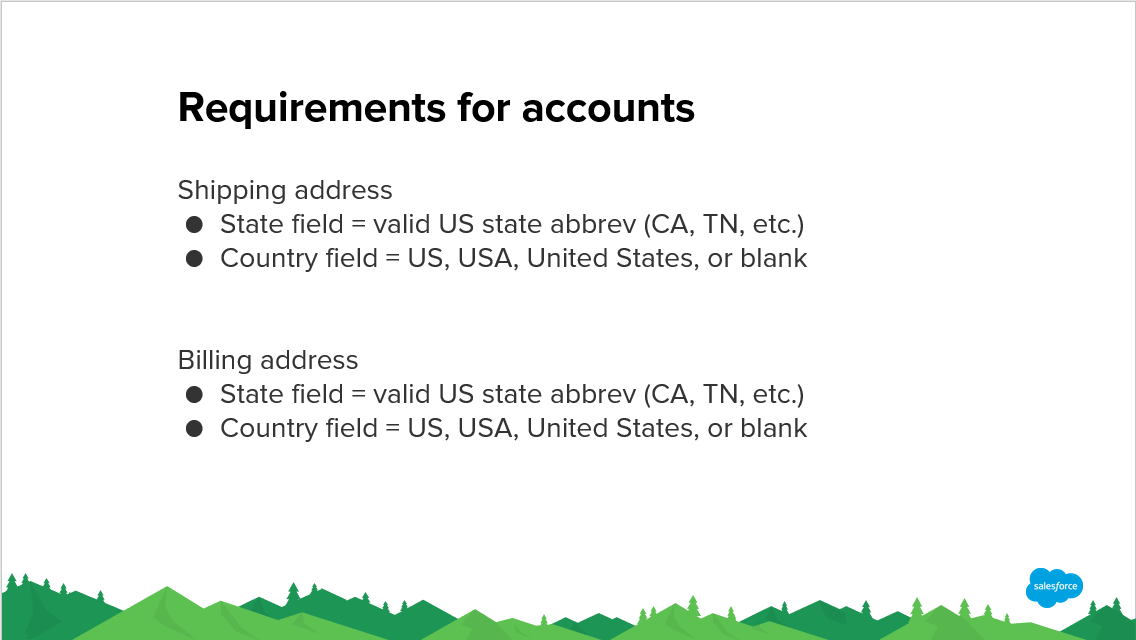 Requirements for accounts
Shipping address
● State field = valid US state abbrev (CA, TN, etc.)
● Country field = US, USA, United States, or blank
Billing address
● State field = valid US state abbrev (CA, TN, etc.)
● Country field = US, USA, United States, or blank
salesforce